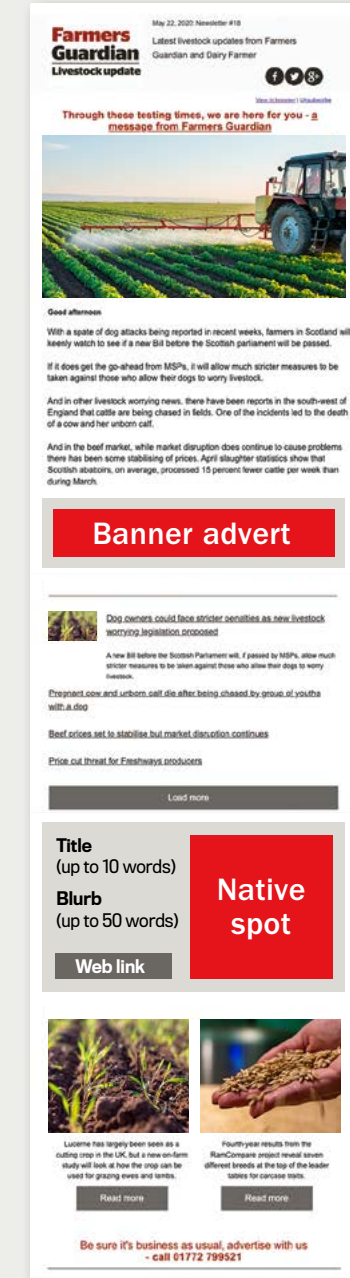 Farmers
Guardian
Livestock update
May 22, 2020: Newsletter #18
Latest livestock updates from Farmers
Guardian and Dairy Farmer
View in browser | Unsubscribe
Through these testing times, we are here for you - a
message from Farmers Guardian
Good afternoon
With a spate of dog attacks being reported in recent weeks, farmers in Scotland will
keenly watch to see if a new Bill before the Scottish parliament will be passed.
If it does get the go-ahead from MSPs, it will allow much stricter measures to be
taken against those who allow their dogs to worry livestock.
And in other livestock worrying news, there have been reports in the south-west of
England that cattle are being chased in fields. One of the incidents led to the death
of a cow and her unborn calf.
And in the beef market, while market disruption does continue to cause problems
there has been some stabilising of prices. April slaughter statistics show that
Scottish abattoirs, on average, processed 15 percent fewer cattle per week than
during March.
Banner advert
Dog owners could face stricter penalties as new livestock
worrying legislation proposed
A new Bill before the Scottish Parliament will, if passed by MSPs, allow much
stricter measures to be taken against those who allow their dogs to worry
livestock.
Pregnant cow and unborn calf die after being chased by group of youths
with a dog
Beef prices set to stabilise but market disruption continues
Price cut threat for Freshways producers
Load more
Title
(up to 10 words)
Blurb
(up to 50 words)
Web link
Native
spot
Lucerne has largely been seen as a
cutting crop in the UK, but a new on-farm
study will look at how the crop can be
used for grazing ewes and lambs.
Read more
Fourth-year results from the
RamCompare project reveal seven
different breeds at the top of the leader
tables for carcase traits.
Read more
Be sure it's business as usual, advertise with us
- call 01772 799521